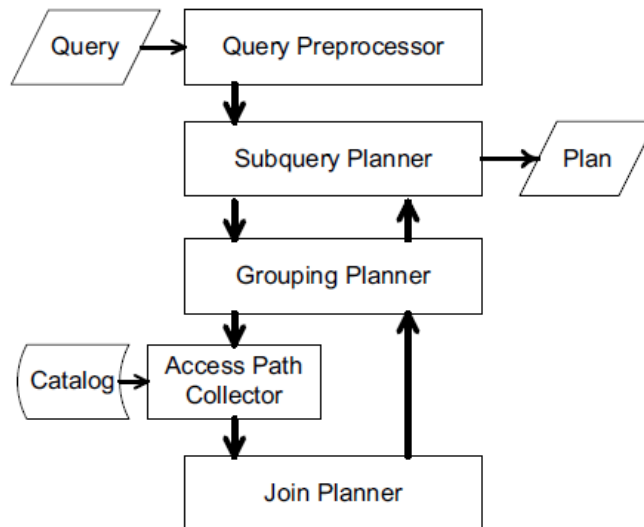 Query
Query Preprocessor
Subquery Planner
Plan
Grouping Planner
Catalog
Access Path
Collector
Join Planner